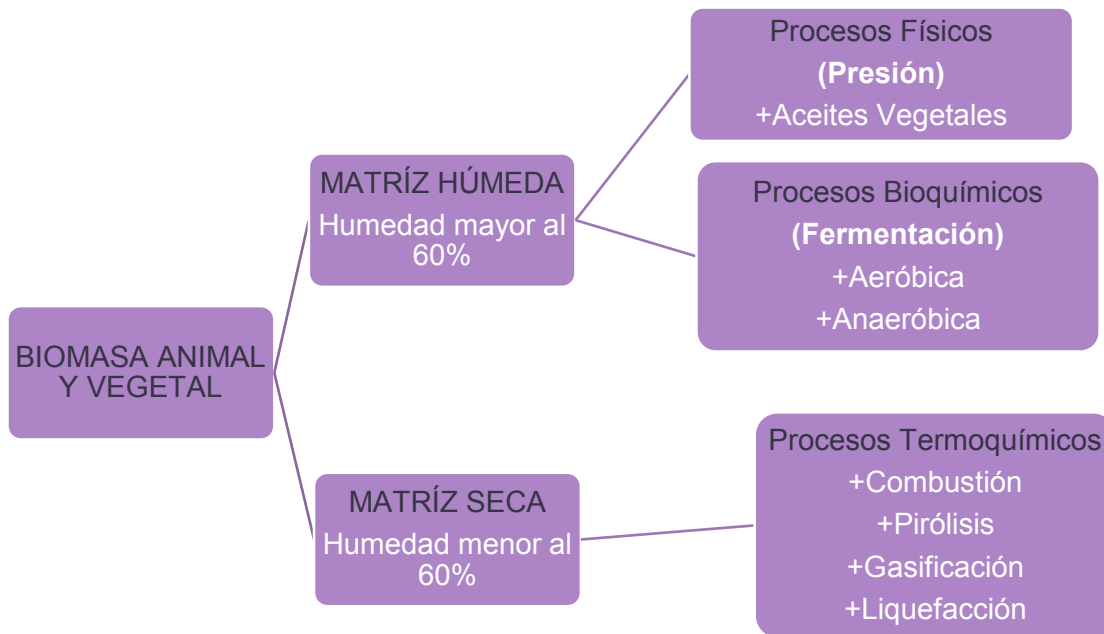 BIOMASA ANIMAL
Y VEGETAL
MATRÍZ HÚMEDA
Humedad mayor al
60%
Procesos Físicos
(Presión)
+Aceites Vegetales
Procesos Bioquímicos
(Fermentación)
+Aeróbica
+Anaeróbica
MATRÍZ SECA
Humedad menor al
60%
Procesos Termoquímicos
+Combustión
+Pirólisis
+Gasificación
+Liquefacción